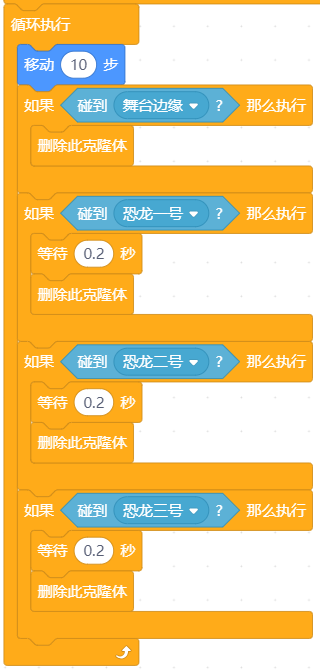 循环执行
移动 10 步
如果 碰到 舞台边缘 ? 那么执行
删除此克隆体
如果 碰到 恐龙一号 ? 那么执行
等待 0.2 秒
删除此克隆体
如果 碰到 恐龙二号 ? 那么执行
等待 0.2 秒
删除此克隆体
如果 碰到 恐龙三号 ? 那么执行
等待 0.2 秒
删除此克隆体